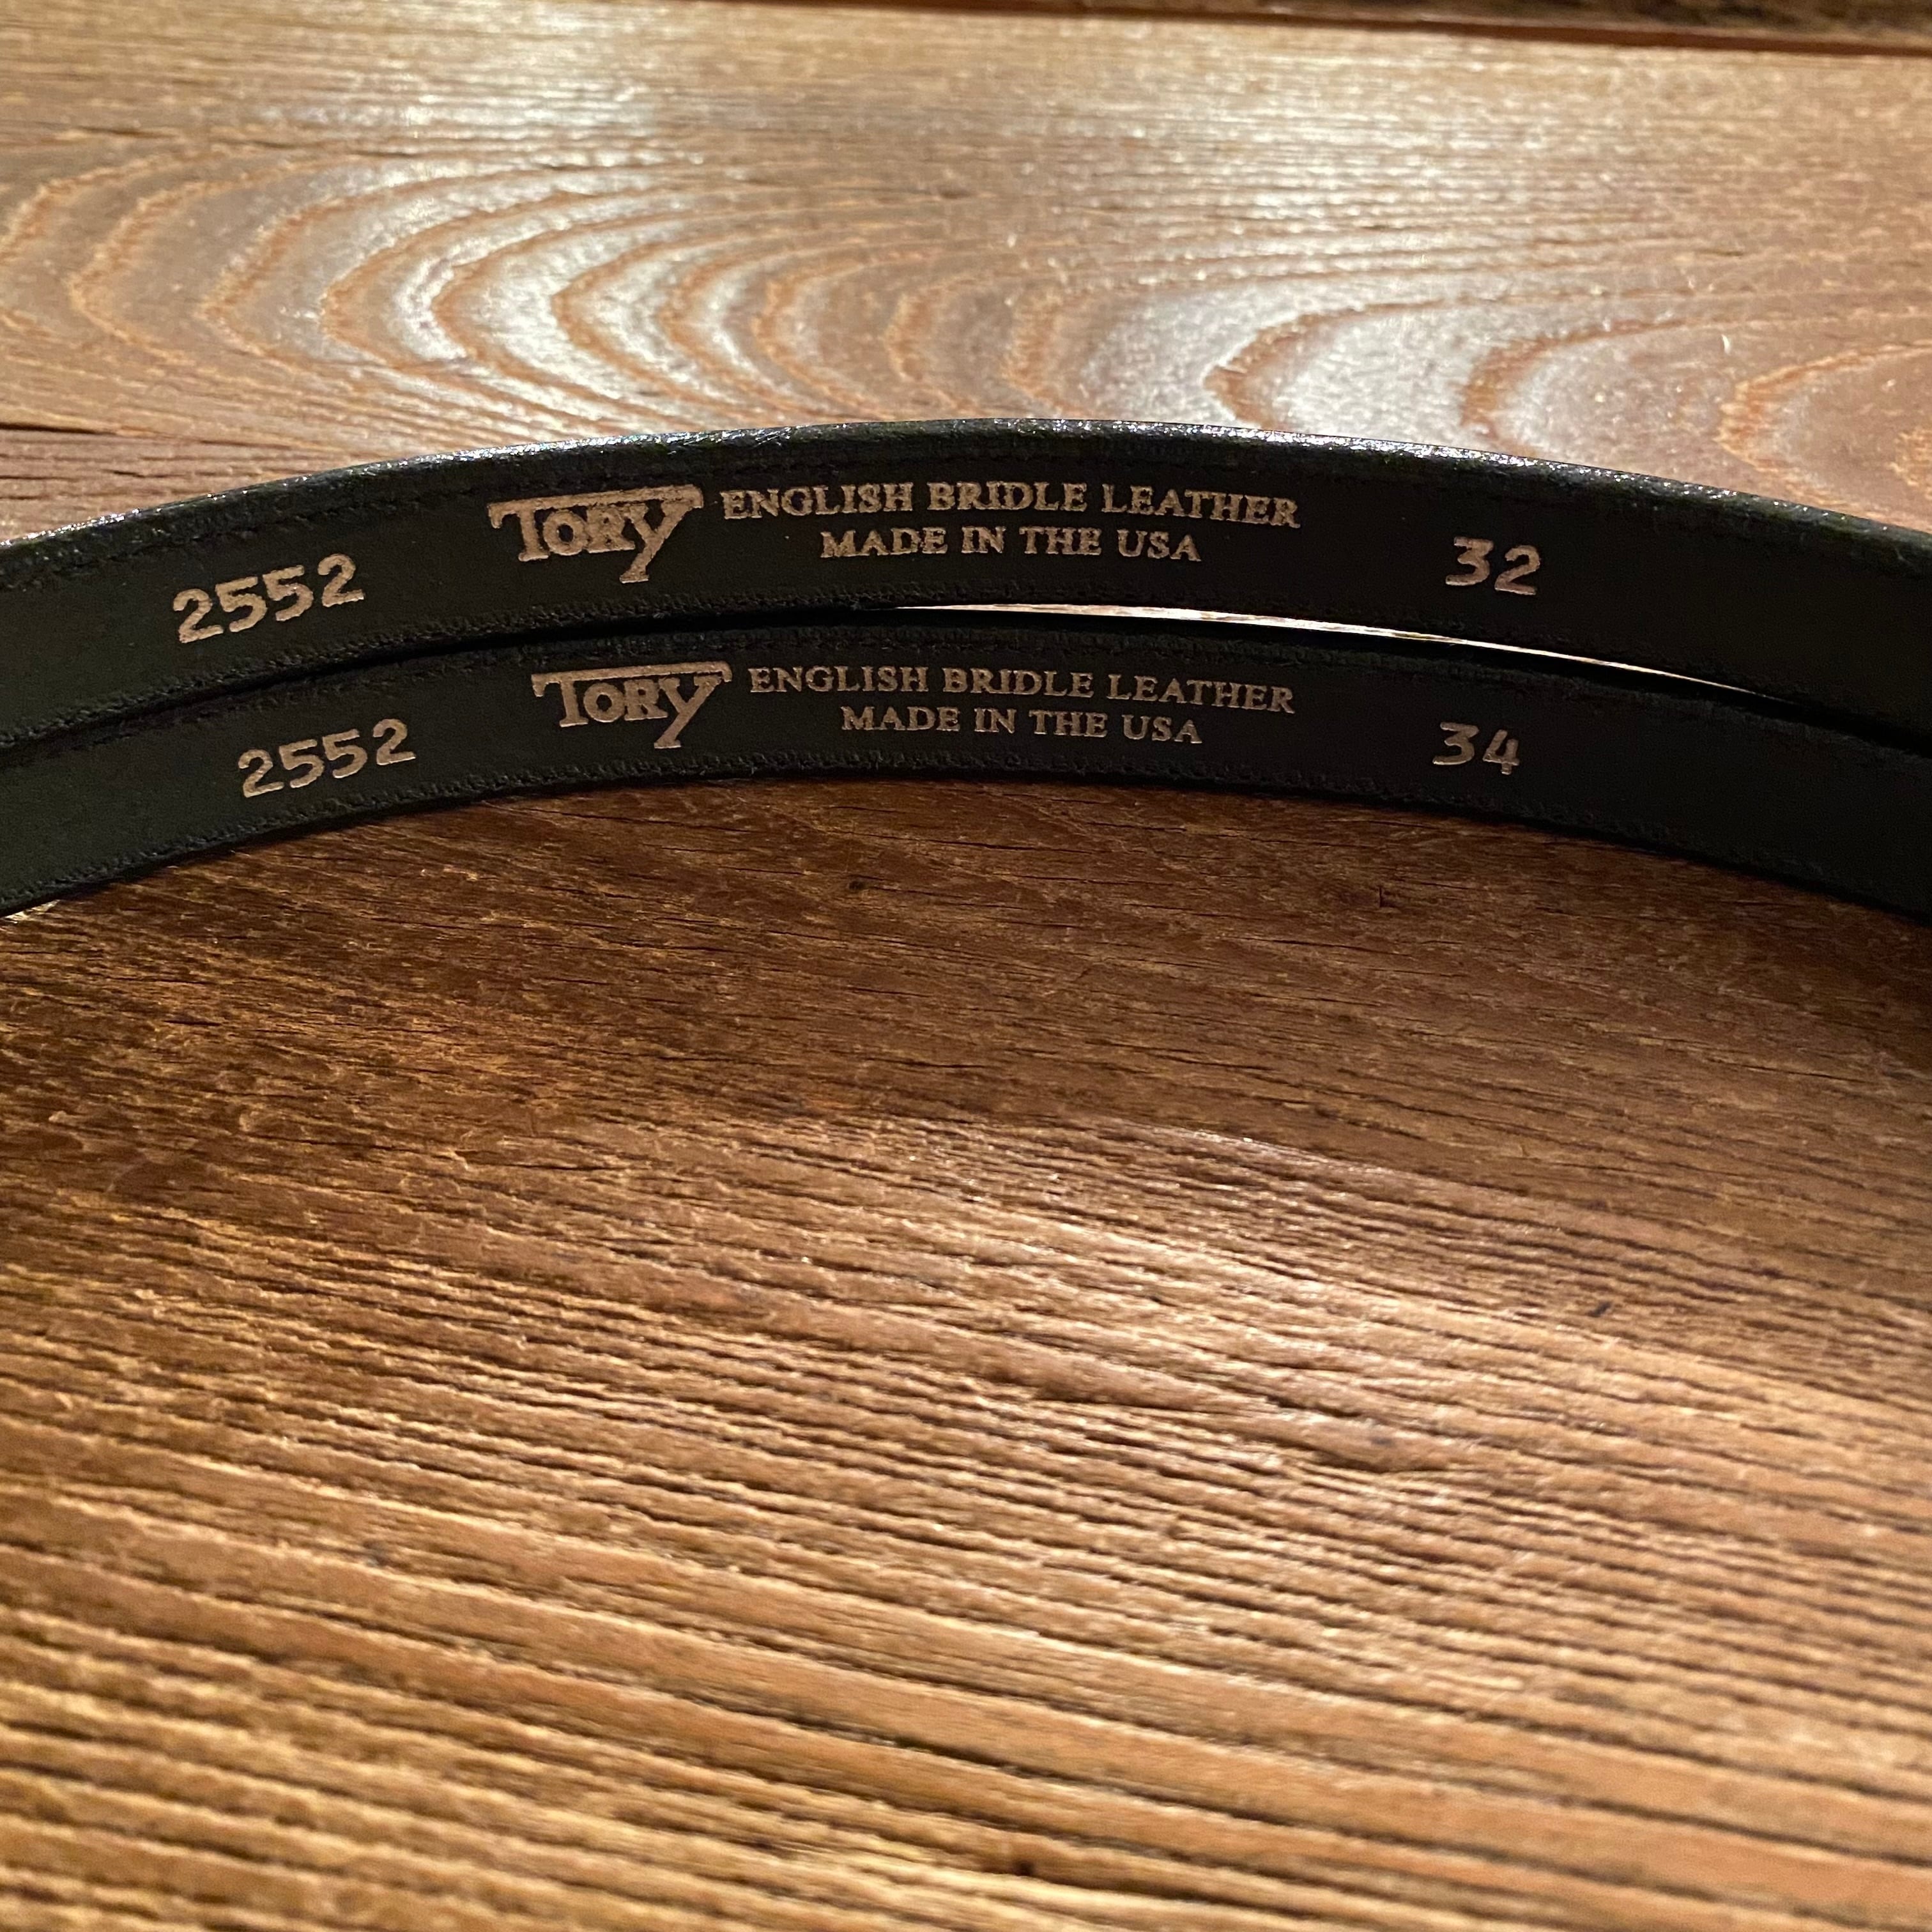 2552 TORY ENGLISH BRIDLE LEATHER
MADE IN THE USA 32
2552 TORY ENGLISH BRIDLE LEATHER
MADE IN THE USA 34